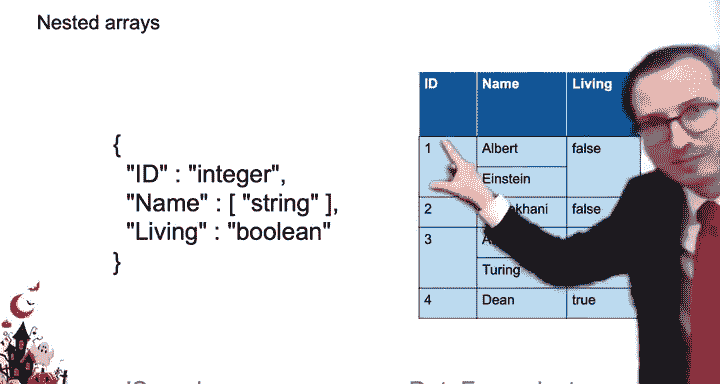 Nested arrays
{
"ID" : "integer",
"Name" : [ "string" ],
"Living" : "boolean"
}
ID Name Living
1 Albert false
Einstein
2 false
3
Turing
4 Dean true